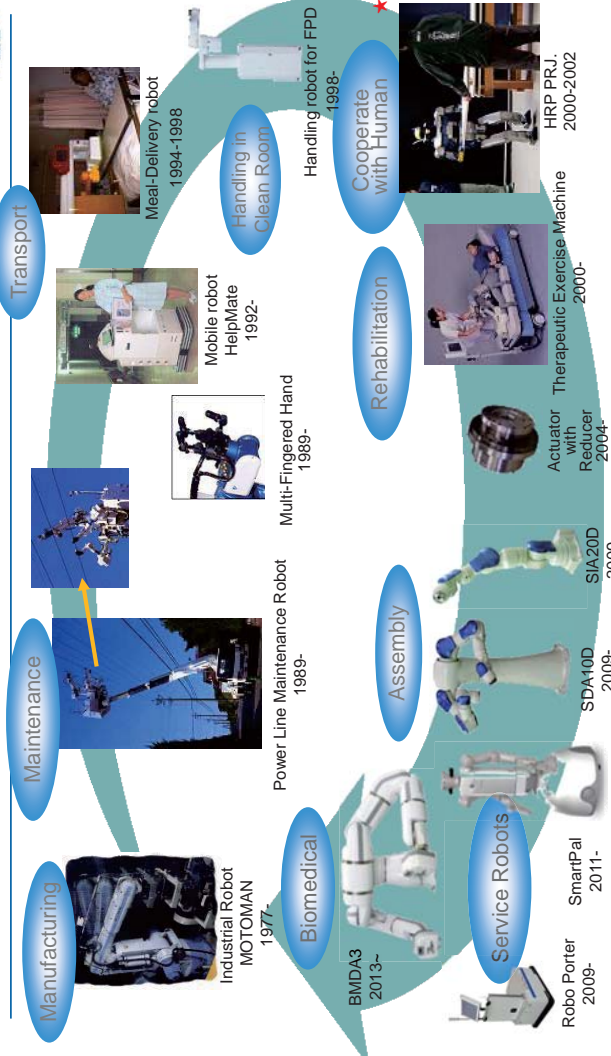 Manufacturing
Industrial Robot
MOTOMAN
1977-
Maintenance
Power Line Maintenance Robot
1989-
Multi-Fingered Hand
1989-
Transport
Mobile robot
HelpMate
1992-
Meal-Delivery robot
1994-1998
Handling in
Clean Room
Handling robot for FPD
1998-
Cooperate
with Human
HRP PRJ.
2000-2002
Rehabilitation
Therapeutic Exercise Machine
2000-
Actuator
with
Reducer
2004-
Assembly
SIA20D
SDA10D
2009-
Service Robots
SmartPal
2011-
Robo Porter
2009-
Biomedical
BMDA3
2013~